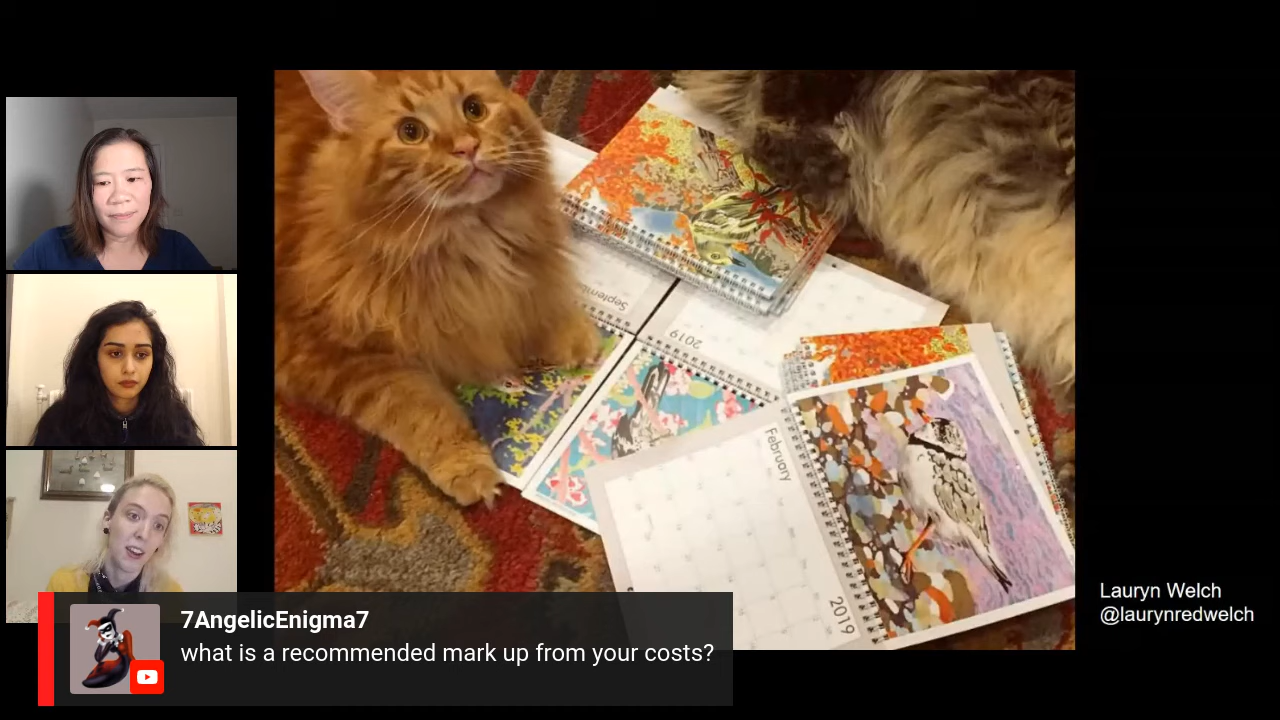 September
2019
February
2019
Lauryn Welch
@laurynredwelch
7AngelicEnigma7
what is a recommended mark up from your costs?